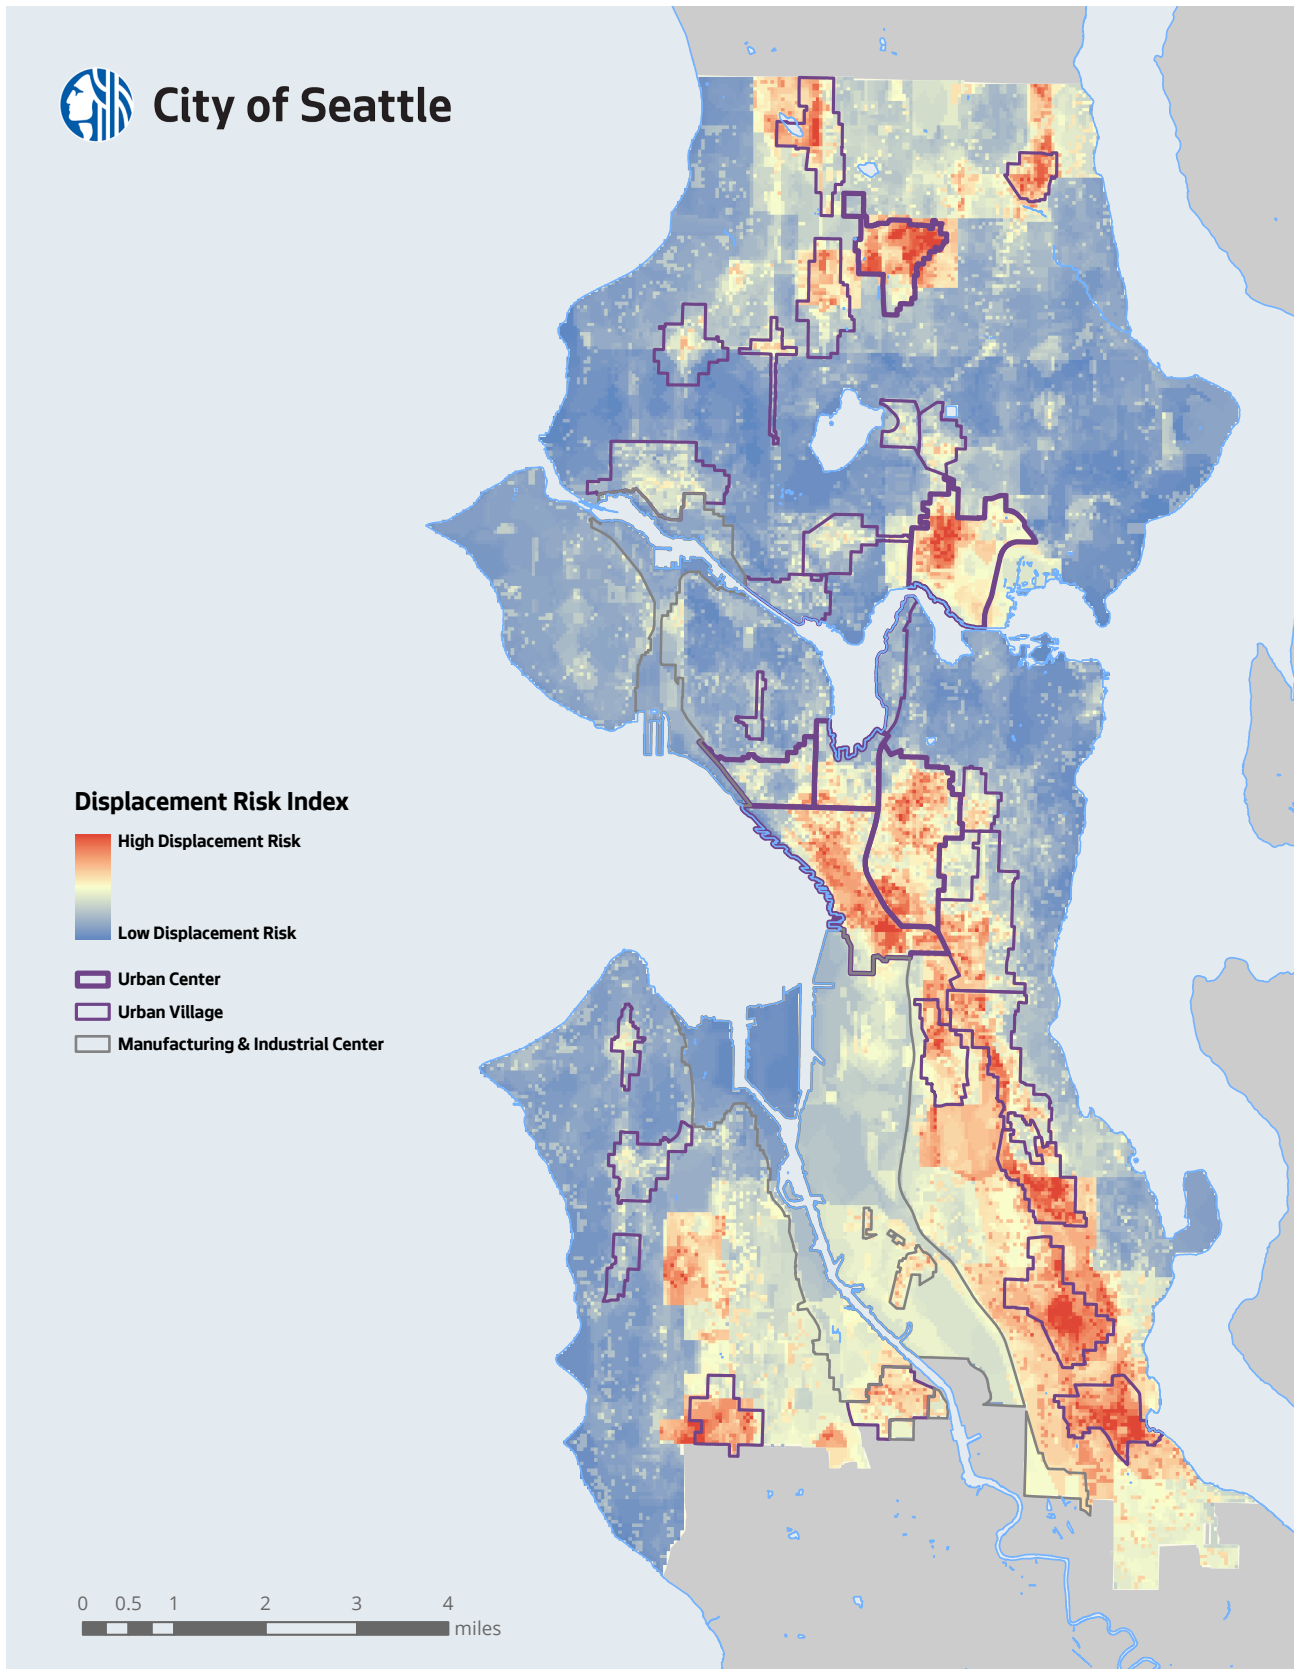 City of Seattle
Displacement Risk Index
High Displacement Risk
Low Displacement Risk
Urban Center
Urban Village
Manufacturing & Industrial Center
0 0.5 1 2 3 4
miles